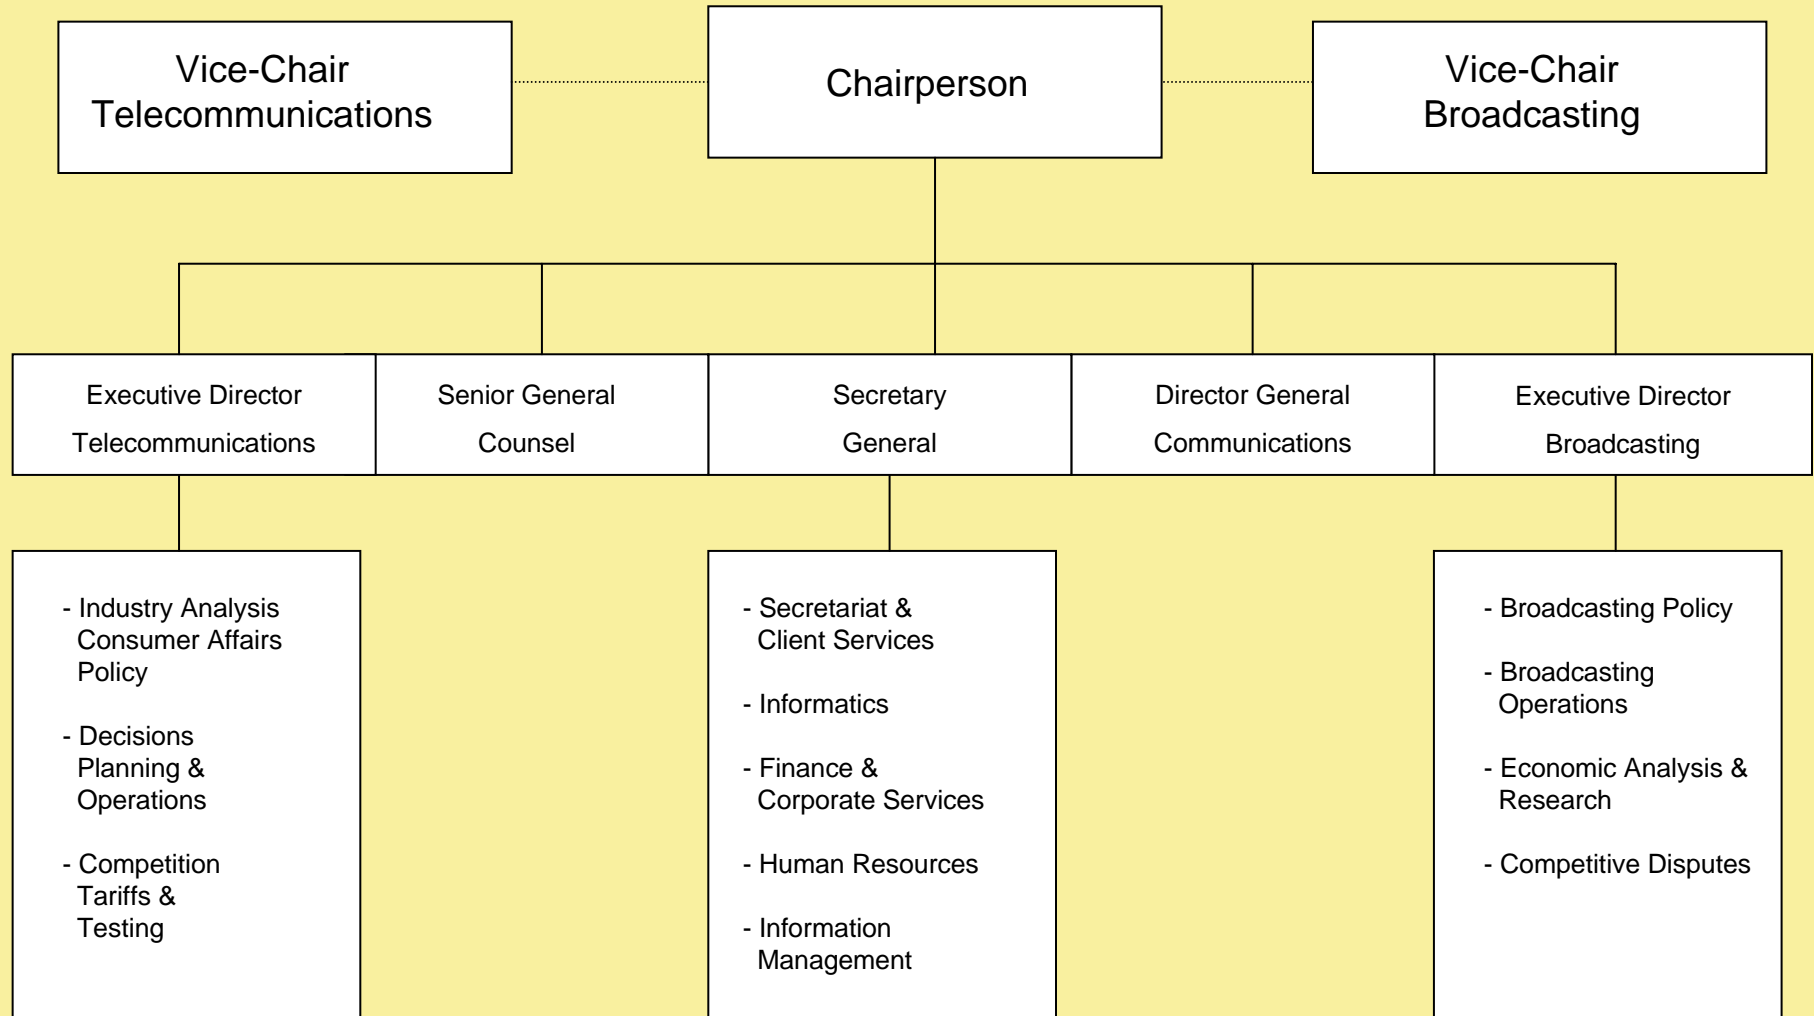 Vice-Chair
Telecommunications
Chairperson
Vice-Chair
Broadcasting
Executive Director
Telecommunications
Senior General
Counsel
Secretary
General
Director General
Communications
Executive Director
Broadcasting
- Industry Analysis
Consumer Affairs
Policy
- Decisions
Planning &
Operations
- Competition
Tariffs &
Testing
- Secretariat &
Client Services
- Informatics
- Finance &
Corporate Services
- Human Resources
- Information
Management
- Broadcasting Policy
- Broadcasting
Operations
- Economic Analysis &
Research
- Competitive Disputes